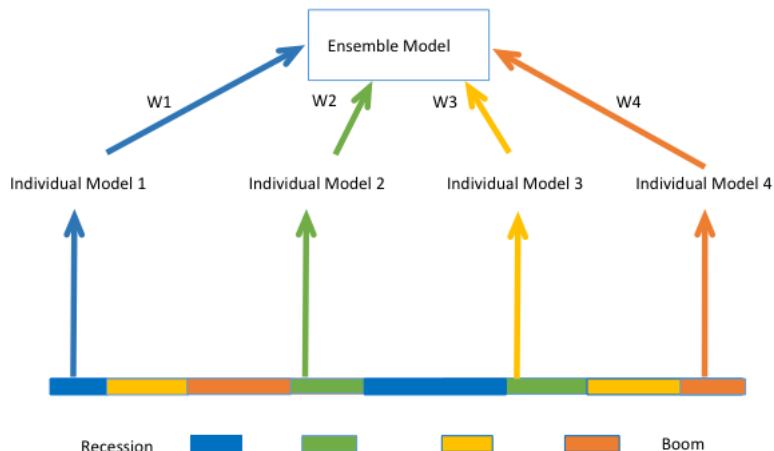 Ensemble Model
W1
W2
W3
W4
Individual Model 1
Individual Model 2
Individual Model 3
Individual Model 4
Recession
Boom